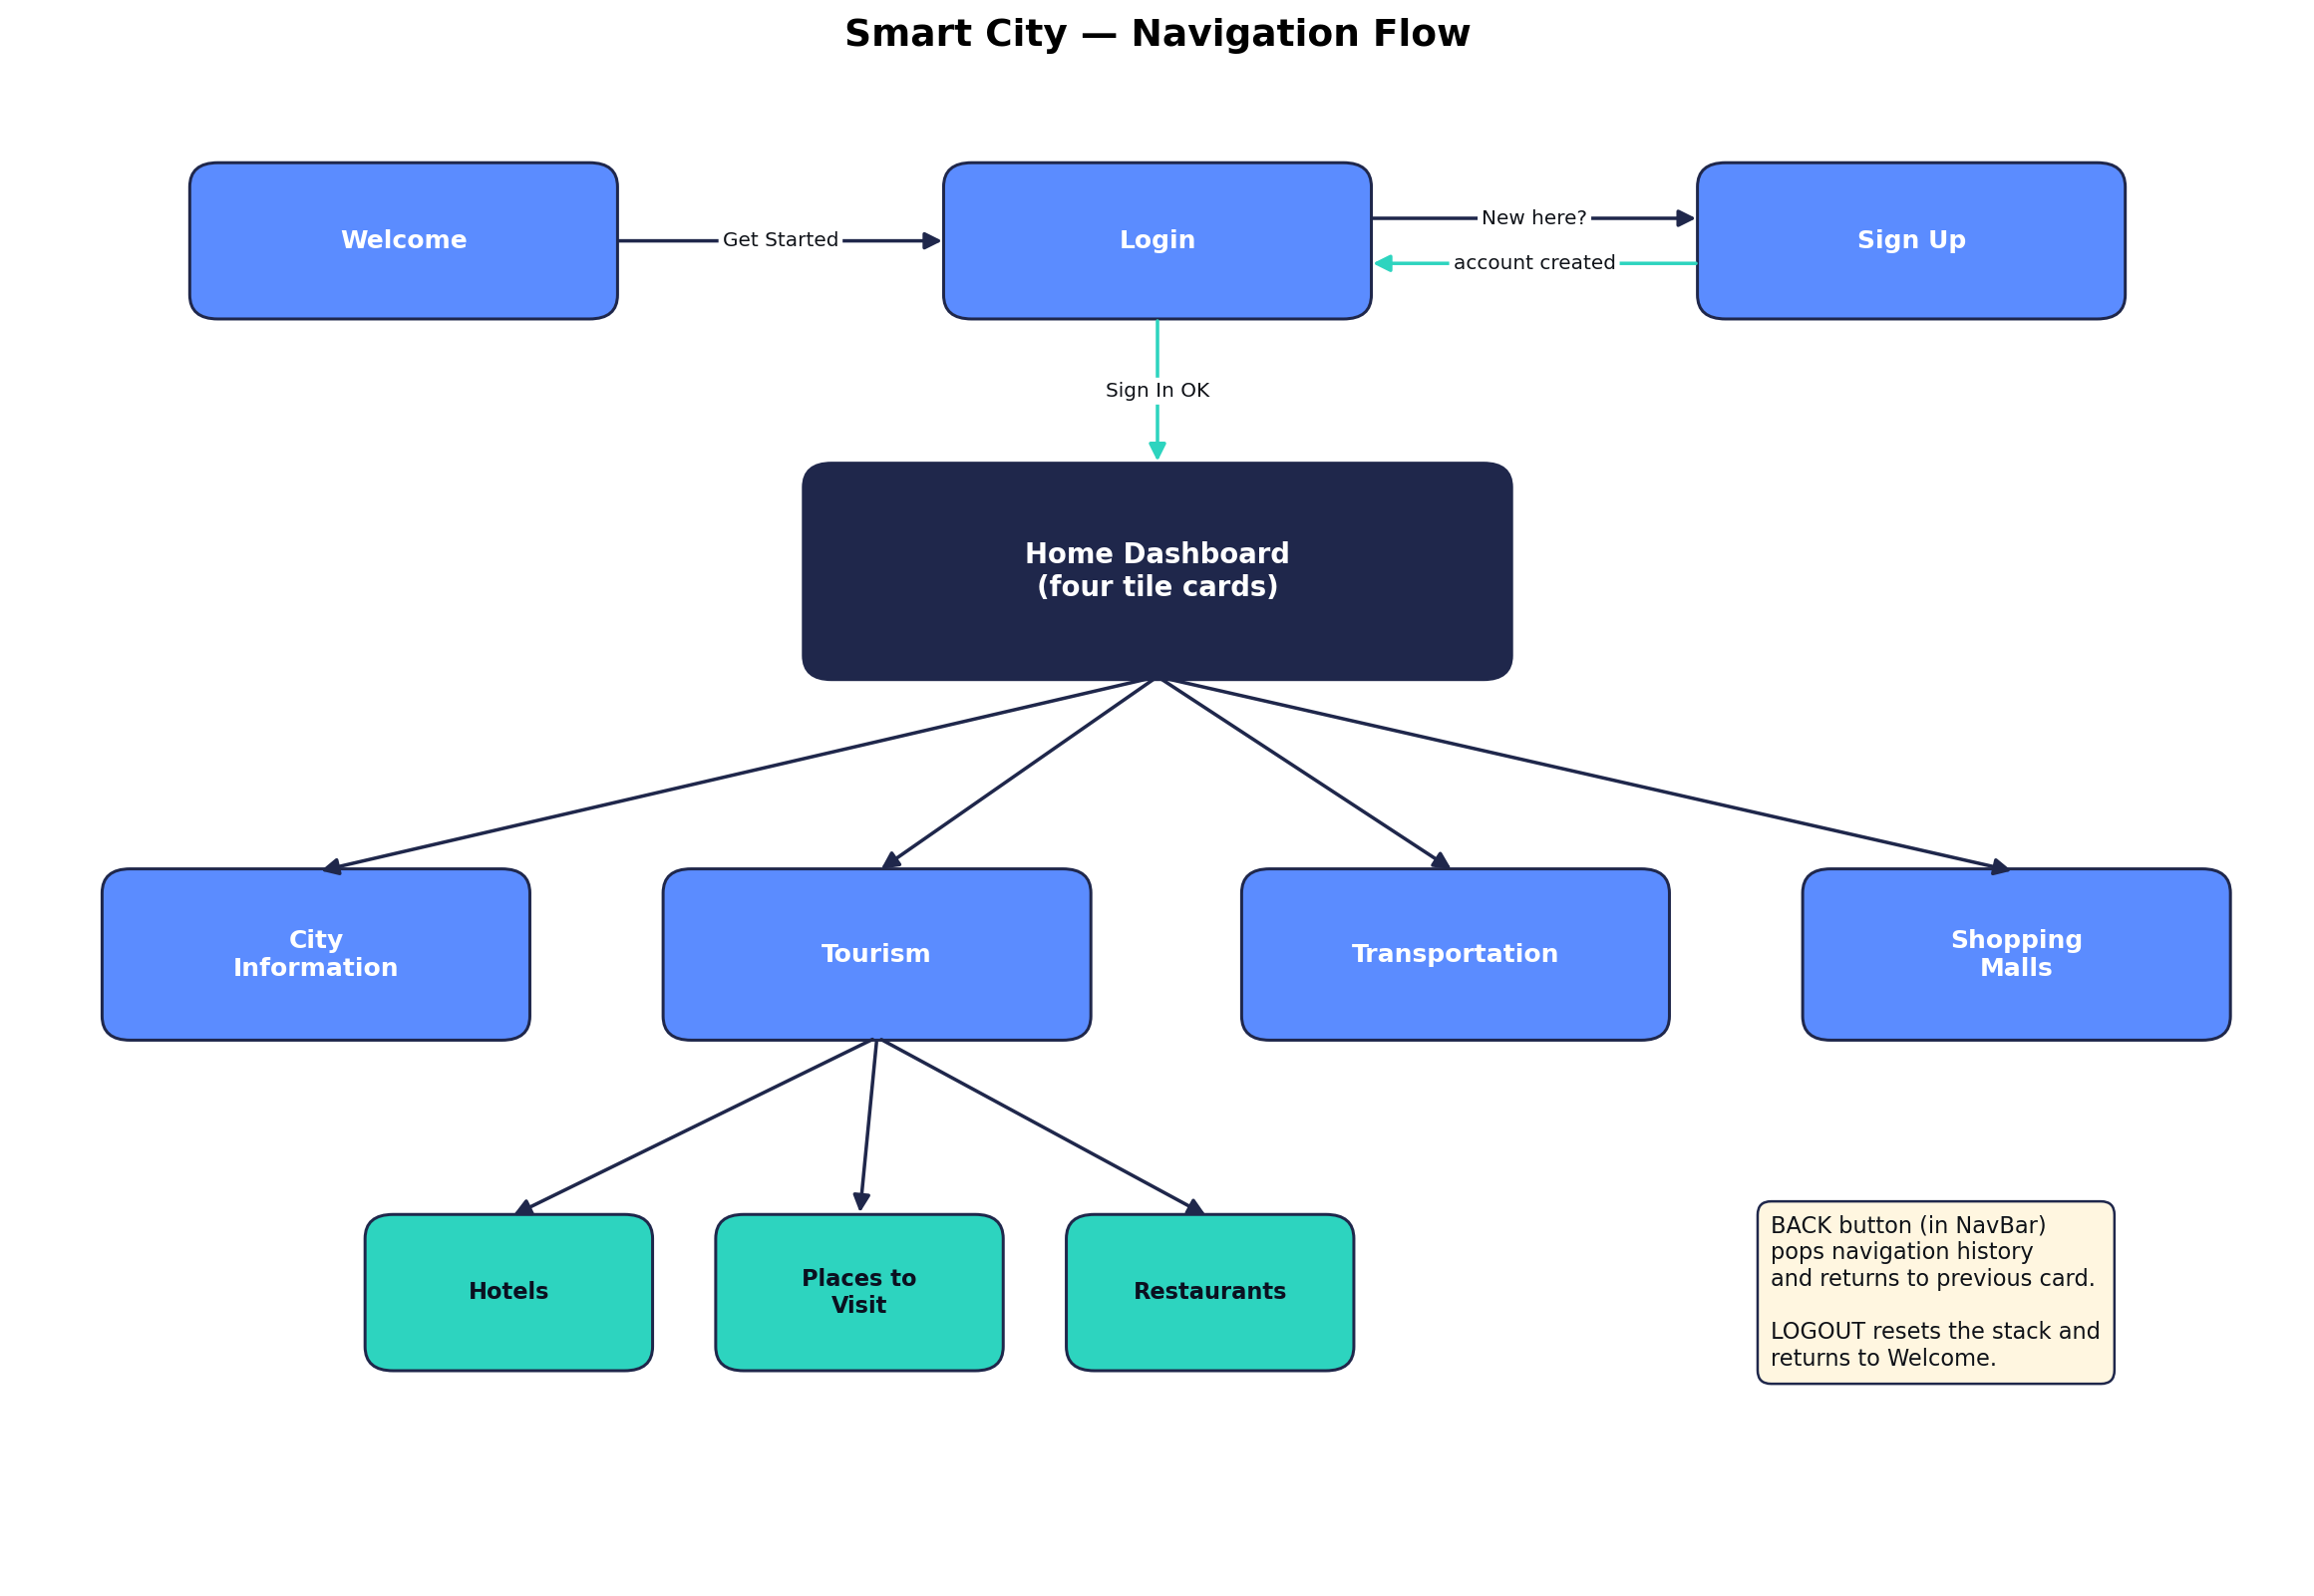 Smart City — Navigation Flow
Welcome
Get Started
Login
New here?
account created
Sign Up
Sign In OK
Home Dashboard
(four tile cards)
City
Information
Tourism
Transportation
Shopping
Malls
Hotels
Places to
Visit
Restaurants
BACK button (in NavBar)
pops navigation history
and returns to previous card.
LOGOUT resets the stack and
returns to Welcome.